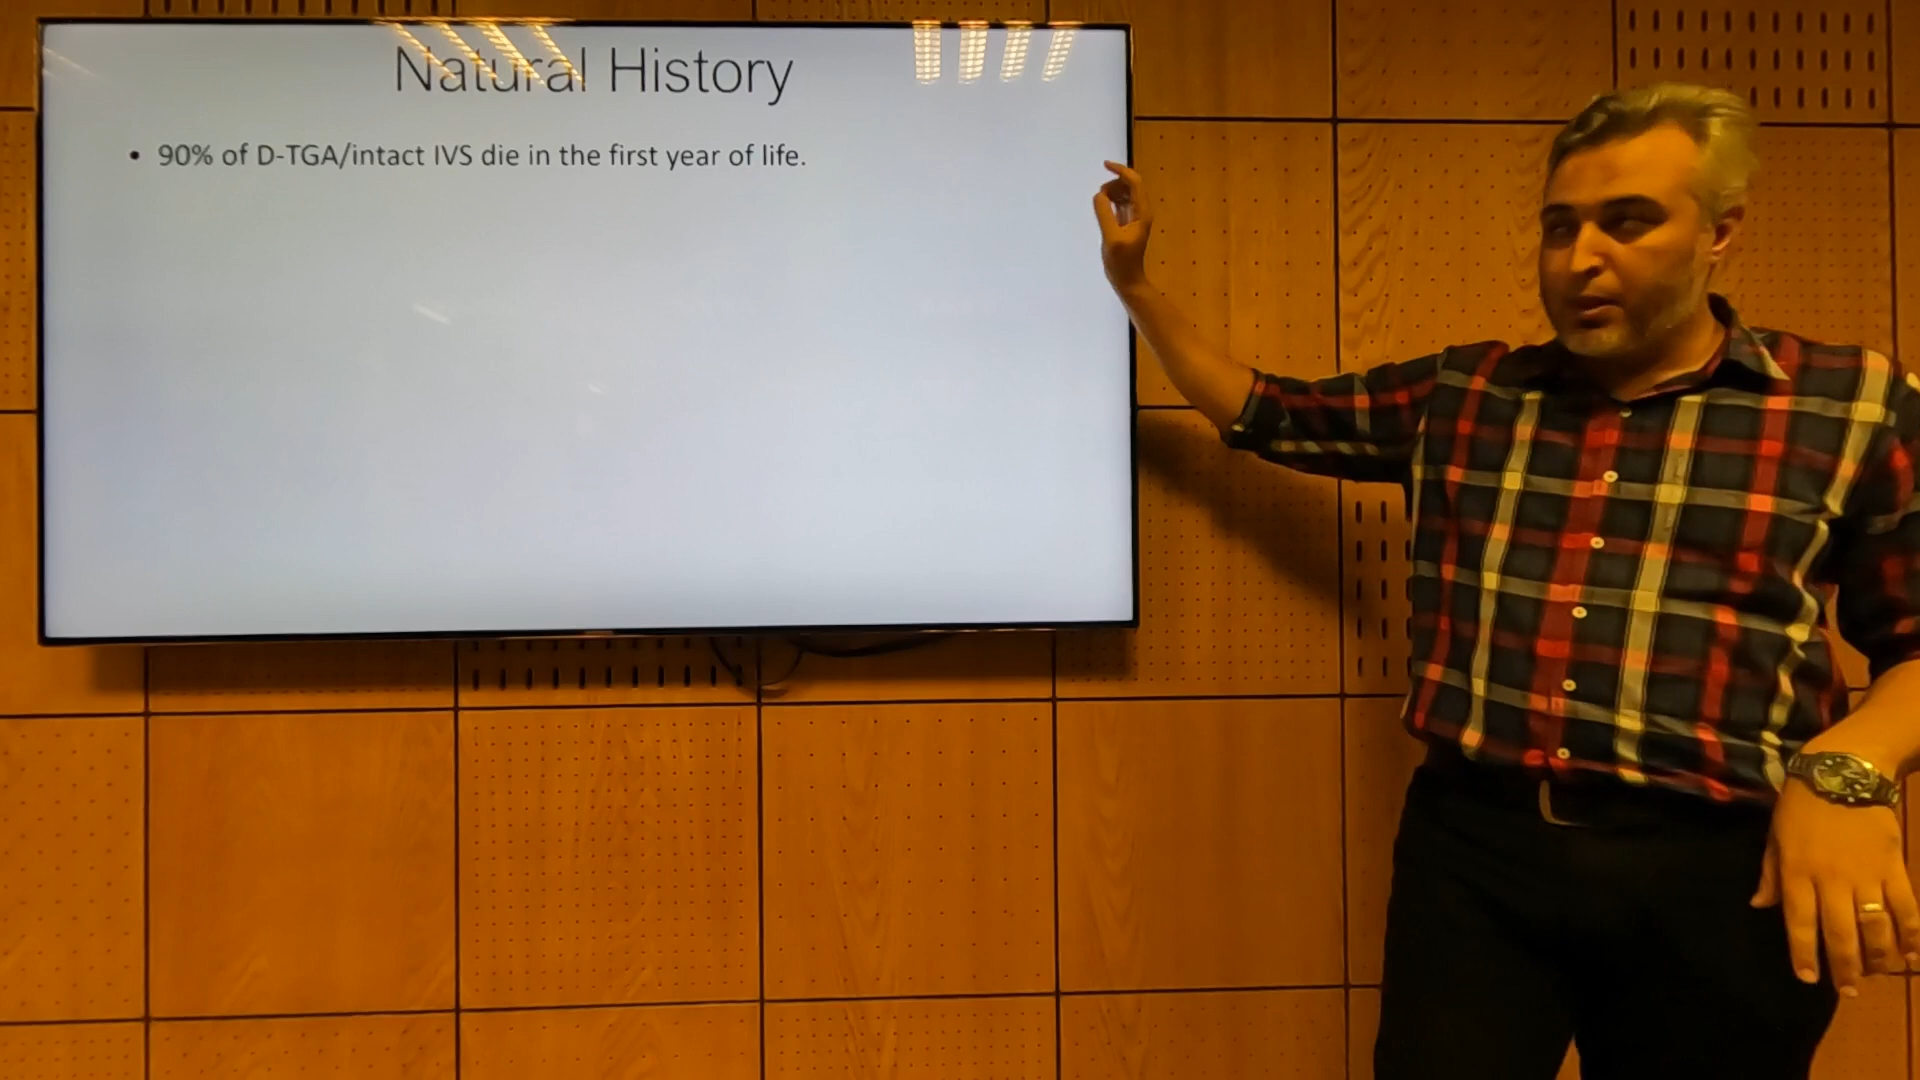 Natural History
• 90% of D-TGA/intact IVS die in the first year of life.